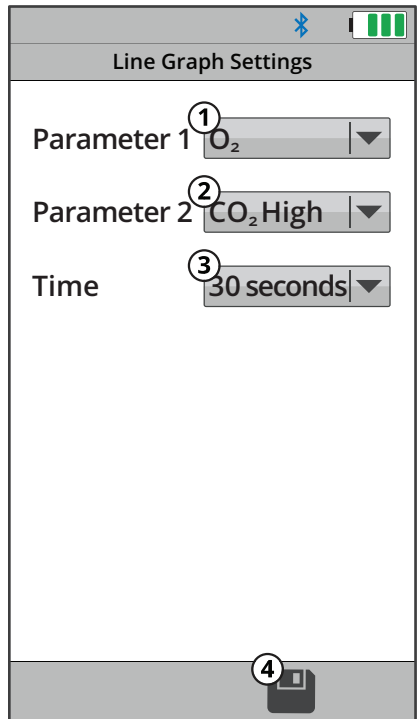 Line Graph Settings
1
Parameter 1 O₂
2
Parameter 2 CO₂ High
3
Time 30 seconds
4